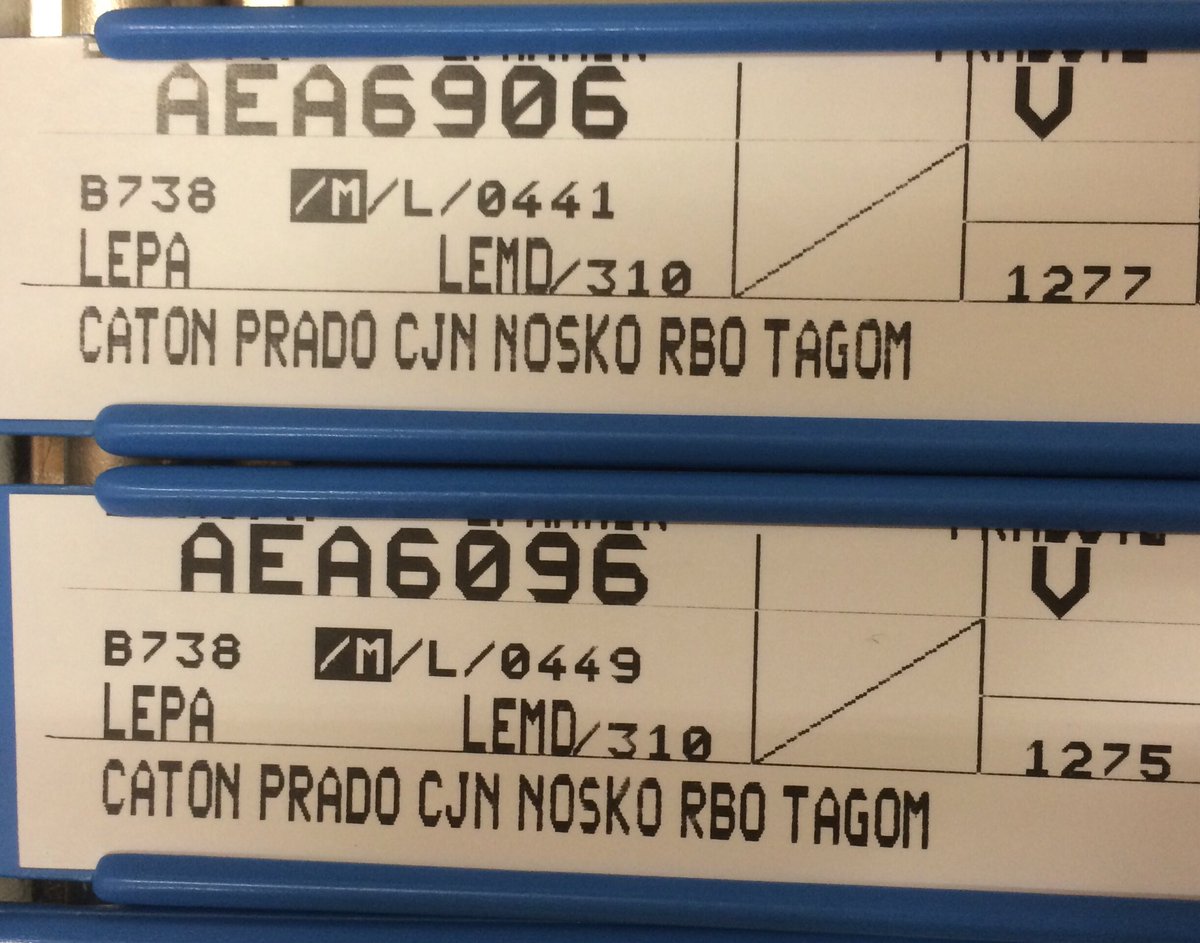 AEA6906
V
B738 /M/L/0441
LEPA LEMD/310
1277
CATON PRADO CJN NOSKO RBO TAGOM
AEA6096
V
B738 /M/L/0449
LEPA LEMD/310
1275
CATON PRADO CJN NOSKO RBO TAGOM